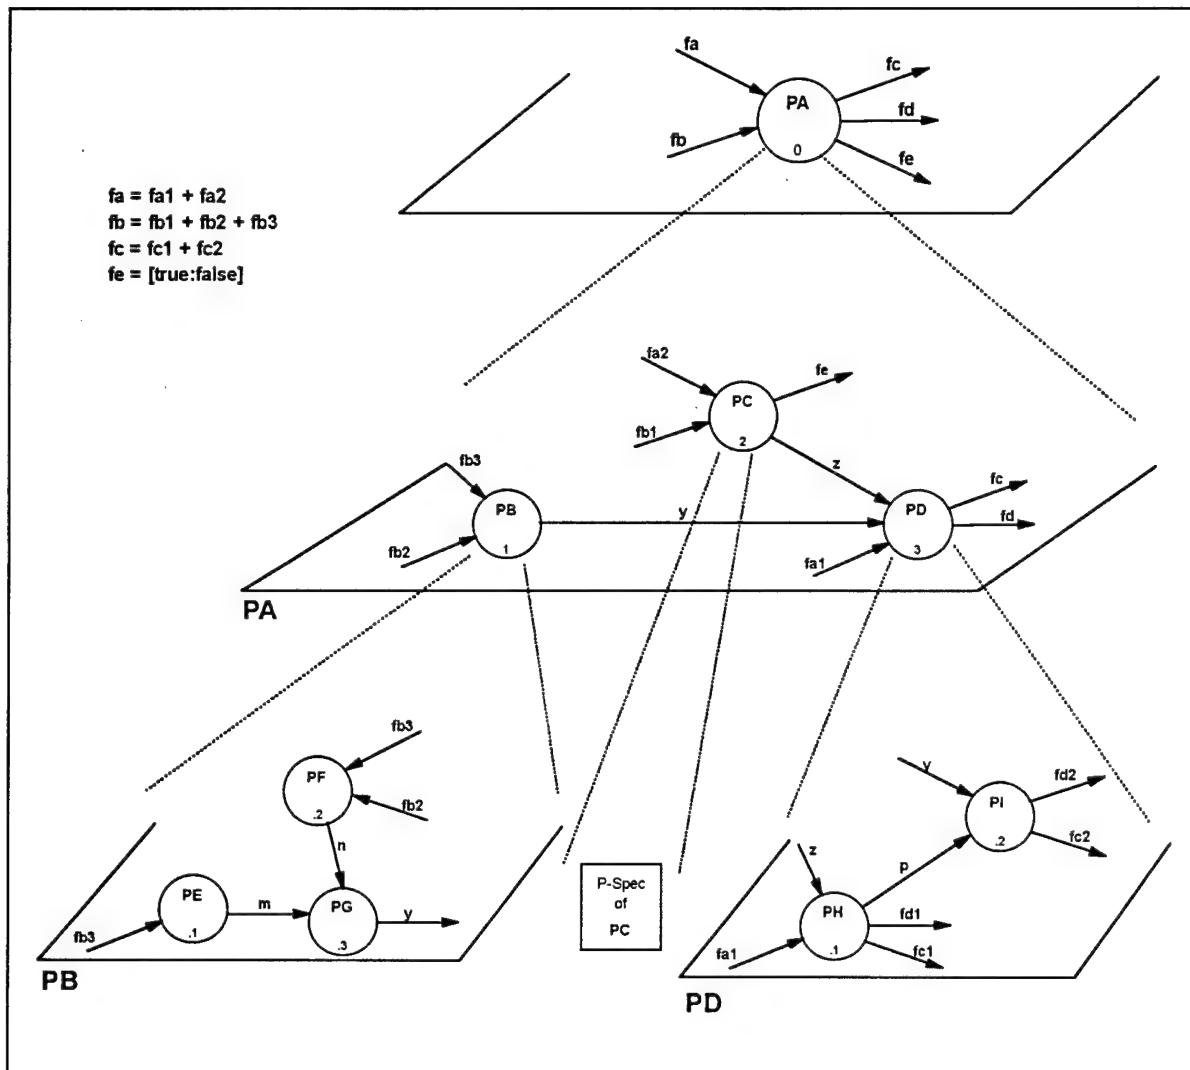 fa
fc
PA
fd
fb
0
fe
fa = fa1 + fa2
fb = fb1 + fb2 + fb3
fc = fc1 + fc2
fe = [true:false]
fa2
fe
PC
fb1
2
fb3
z
fc
PB
y
PD
fd
1
3
fb2
fa1
PA
fb3
PF
.2
fb2
n
PE
m
PG
y
.1
.3
fb3
PB
P-Spec
of
PC
y
fd2
PI
.2
fc2
z
p
PH
fd1
.1
fc1
fa1
PD